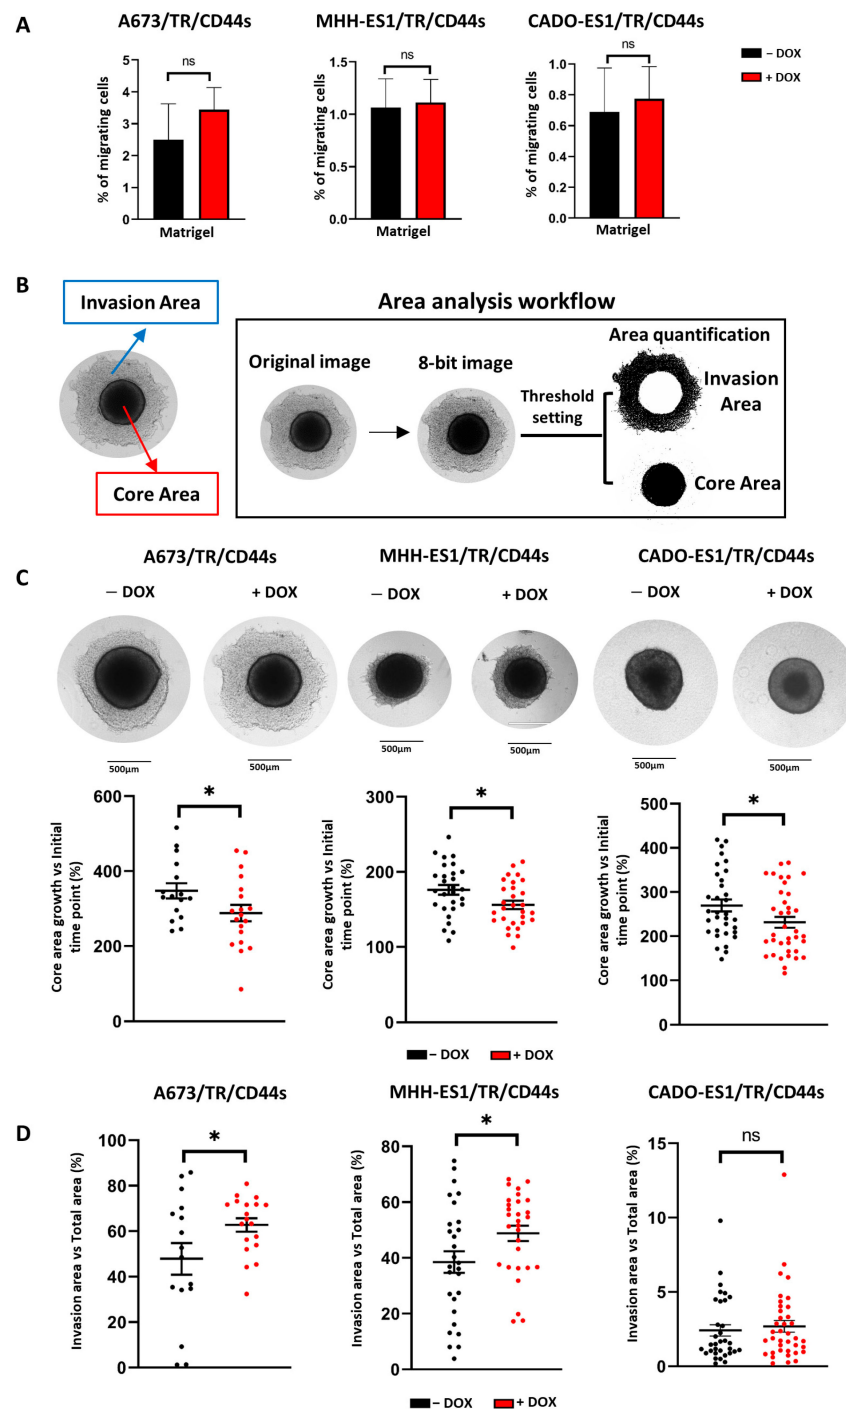 A
A673/TR/CD44s
MHH-ES1/TR/CD44s
CADO-ES1/TR/CD44s
% of migrating cells
5
4
3
2
1
0
ns
Matrigel
% of migrating cells
1.5
1.0
0.5
0.0
ns
Matrigel
% of migrating cells
1.0
0.8
0.6
0.4
0.2
0.0
ns
Matrigel
– DOX
+ DOX
B
Invasion Area
Core Area
Area analysis workflow
Original image
8-bit image
Threshold
setting
Area quantification
Invasion
Area
Core Area
C
A673/TR/CD44s
MHH-ES1/TR/CD44s
CADO-ES1/TR/CD44s
– DOX
+ DOX
– DOX
+ DOX
– DOX
+ DOX
500μm
500μm
500μm
500μm
500μm
500μm
Core area growth vs Initial
time point (%)
600
400
200
0
*
Core area growth vs Initial
time point (%)
300
200
100
0
*
Core area growth vs Initial
time point (%)
500
400
300
200
100
0
*
– DOX
+ DOX
D
A673/TR/CD44s
MHH-ES1/TR/CD44s
CADO-ES1/TR/CD44s
Invasion area vs Total area (%)
100
80
60
40
20
0
*
Invasion area vs Total area (%)
80
60
40
20
0
*
Invasion area vs Total area (%)
15
10
5
0
ns
– DOX
+ DOX